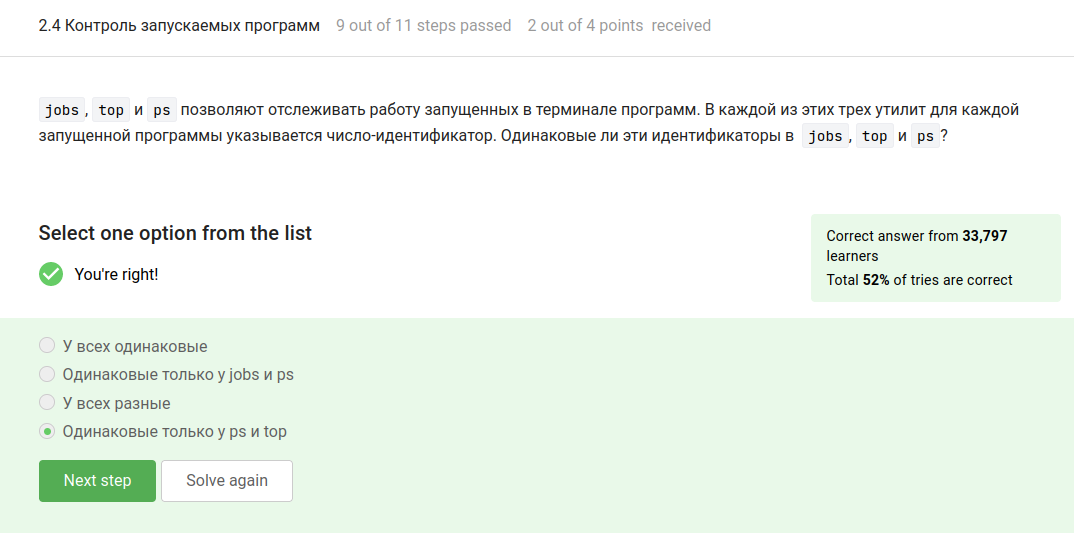 2.4 Контроль запускаемых программ 9 out of 11 steps passed 2 out of 4 points received
jobs, top и ps позволяют отслеживать работу запущенных в терминале программ. В каждой из этих трех утилит для каждой
запущенной программы указывается число-идентификатор. Одинаковые ли эти идентификаторы в jobs, top и ps?
Select one option from the list
You're right!
Correct answer from 33,797
learners
Total 52% of tries are correct
У всех одинаковые
Одинаковые только у jobs и ps
У всех разные
Одинаковые только у ps и top
Next step Solve again